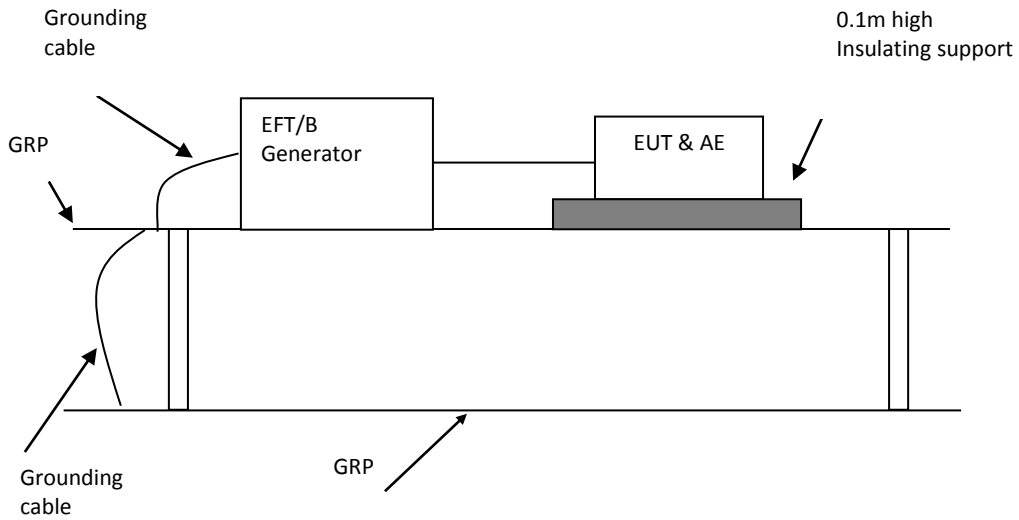 Grounding
cable
0.1m high
Insulating support
GRP
EFT/B
Generator
EUT & AE
GRP
Grounding
cable